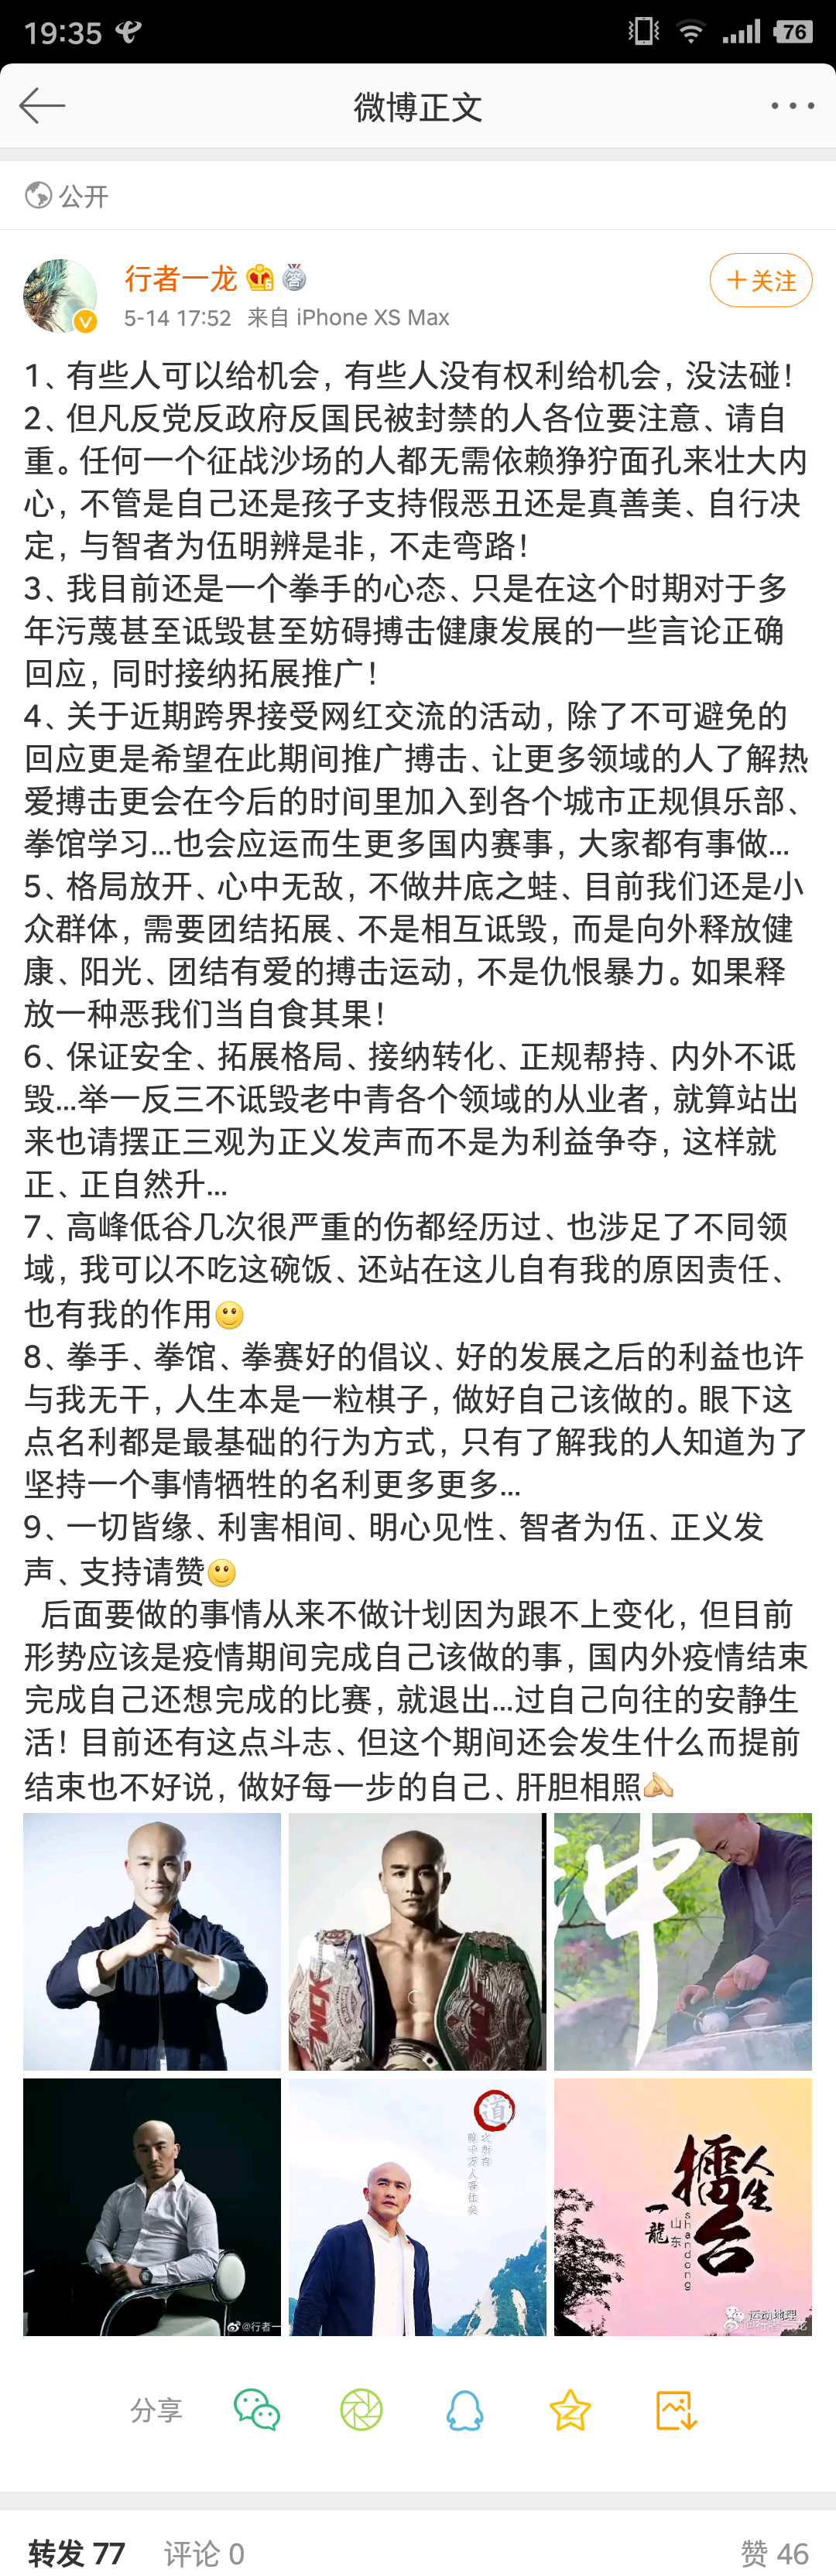 19:35
76
微博正文
公开
行者一龙
+关注
5-14 17:52 来自 iPhone XS Max
1、有些人可以给机会，有些人没有权利给机会，没法碰！
2、但凡反党反政府反国民被封禁的人各位要注意、请自
重。任何一个征战沙场的人都无需依赖狰狞面孔来壮大内
心，不管是自己还是孩子支持假恶丑还是真善美、自行决
定，与智者为伍明辨是非，不走弯路！
3、我目前还是一个拳手的心态、只是在这个时期对于多
年污蔑甚至诋毁甚至妨碍搏击健康发展的一些言论正确
回应，同时接纳拓展推广！
4、关于近期跨界接受网红交流的活动，除了不可避免的
回应更是希望在此期间推广搏击、让更多领域的人了解热
爱搏击更会在今后的时间里加入到各个城市正规俱乐部、
拳馆学习...也会应运而生更多国内赛事，大家都有事做...
5、格局放开、心中无敌，不做井底之蛙、目前我们还是小
众群体，需要团结拓展、不是相互诋毁，而是向外释放健
康、阳光、团结有爱的搏击运动，不是仇恨暴力。如果释
放一种恶我们当自食其果！
6、保证安全、拓展格局、接纳转化、正规帮持、内外不诋
毁...举一反三不诋毁老中青各个领域的从业者，就算站出
来也请摆正三观为正义发声而不是为利益争夺，这样就
正、正自然升...
7、高峰低谷几次很严重的伤都经历过、也涉足了不同领
域，我可以不吃这碗饭、还站在这儿自有我的原因责任、
也有我的作用
8、拳手、拳馆、拳赛好的倡议、好的发展之后的利益也许
与我无干，人生本是一粒棋子，做好自己该做的。眼下这
点名利都是最基础的行为方式，只有了解我的人知道为了
坚持一个事情牺牲的名利更多更多...
9、一切皆缘、利害相间、明心见性、智者为伍、正义发
声、支持请赞
后面要做的事情从来不做计划因为跟不上变化，但目前
形势应该是疫情期间完成自己该做的事，国内外疫情结束
完成自己还想完成的比赛，就退出...过自己向往的安静生
活！目前还有这点斗志、但这个期间还会发生什么而提前
结束也不好说，做好每一步的自己、肝胆相照
WCK
WCF
冲
@行者一
道
之所在
虽千万人吾往矣
人生
擂台
一龍
山东
shandong
运动地理
@行者一龙
分享
转发 77
评论 0
赞 46